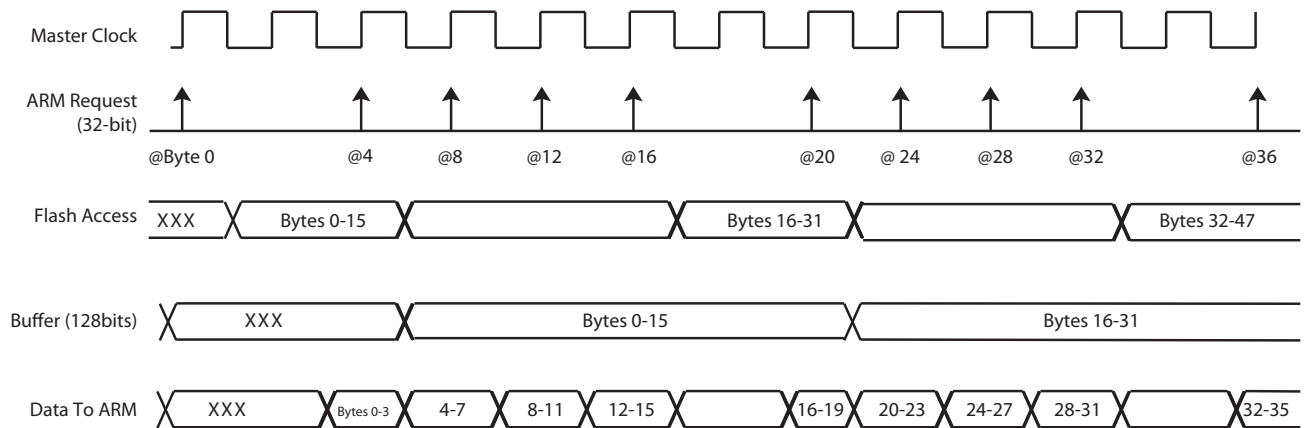 Master Clock
ARM Request
(32-bit)
@Byte 0 @4 @8 @12 @16 @20 @ 24 @28 @32 @36
Flash Access XXX Bytes 0-15 Bytes 16-31 Bytes 32-47
Buffer (128bits) XXX Bytes 0-15 Bytes 16-31
Data To ARM XXX Bytes 0-3 4-7 8-11 12-15 16-19 20-23 24-27 28-31 32-35